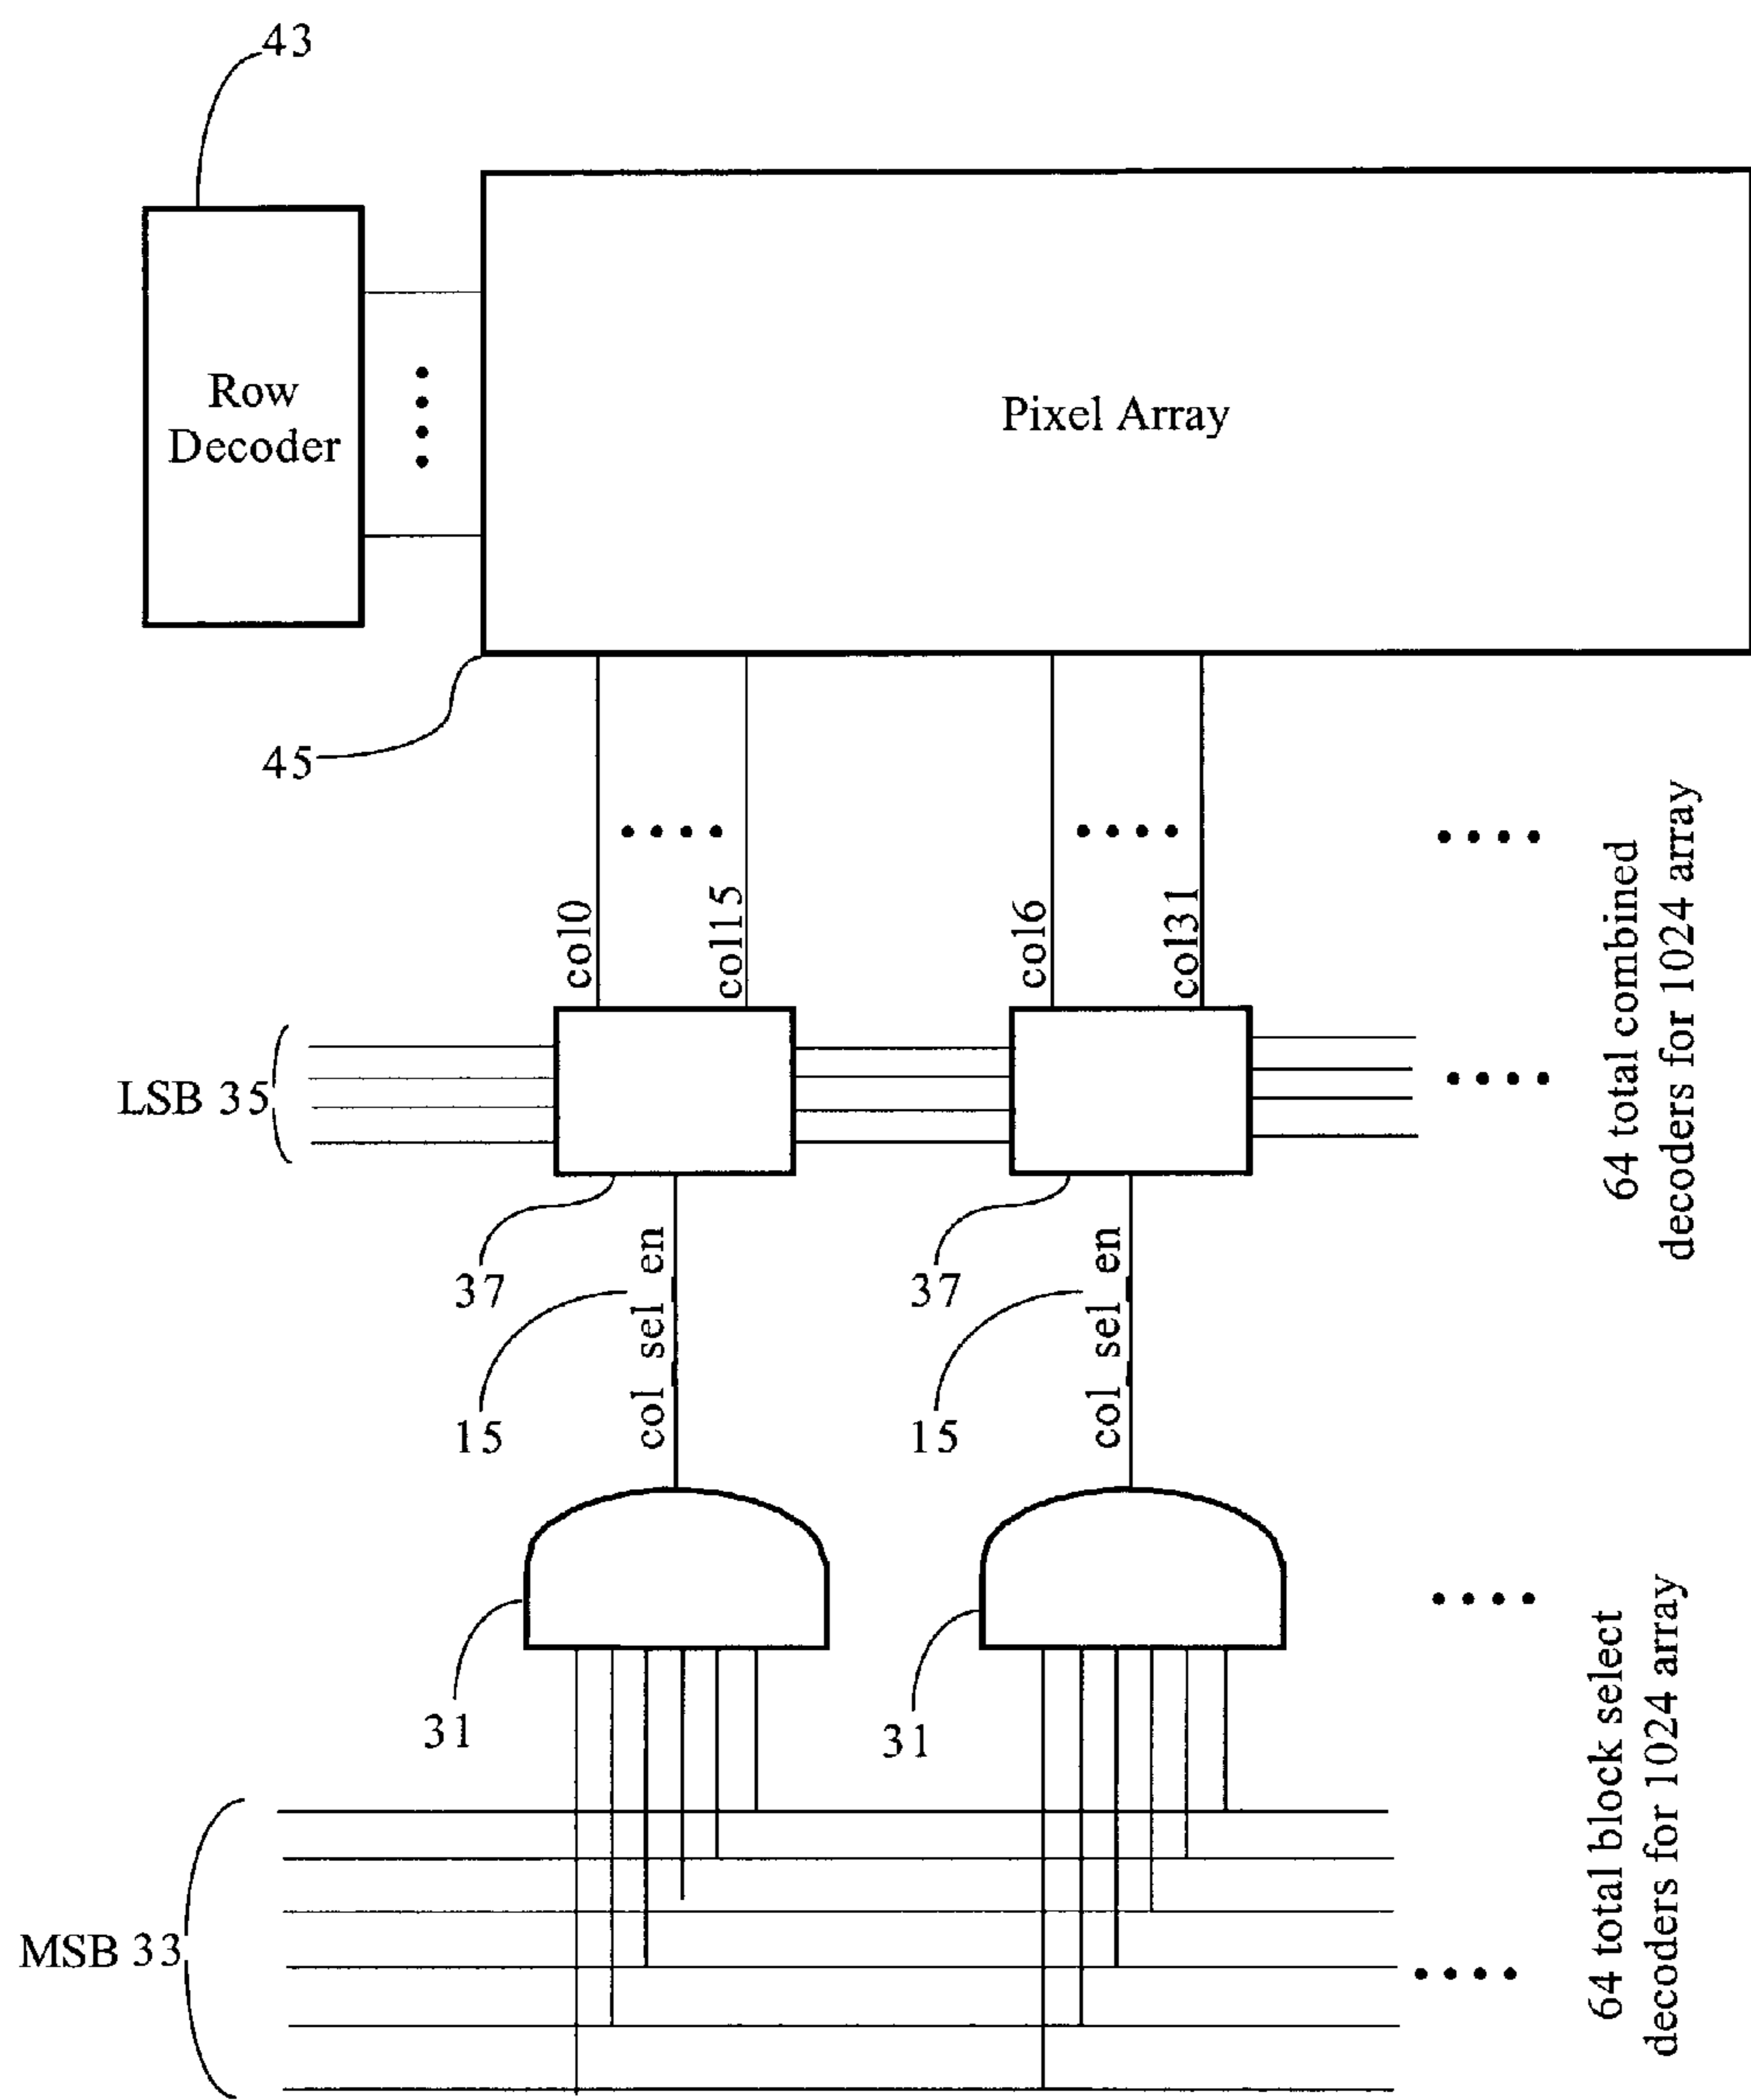 43
Row
Decoder
Pixel Array
45
col0
col15
col6
col31
64 total combined
decoders for 1024 array
LSB 35
37
37
col_sel_en
col_sel_en
15
15
31
31
64 total block select
decoders for 1024 array
MSB 33